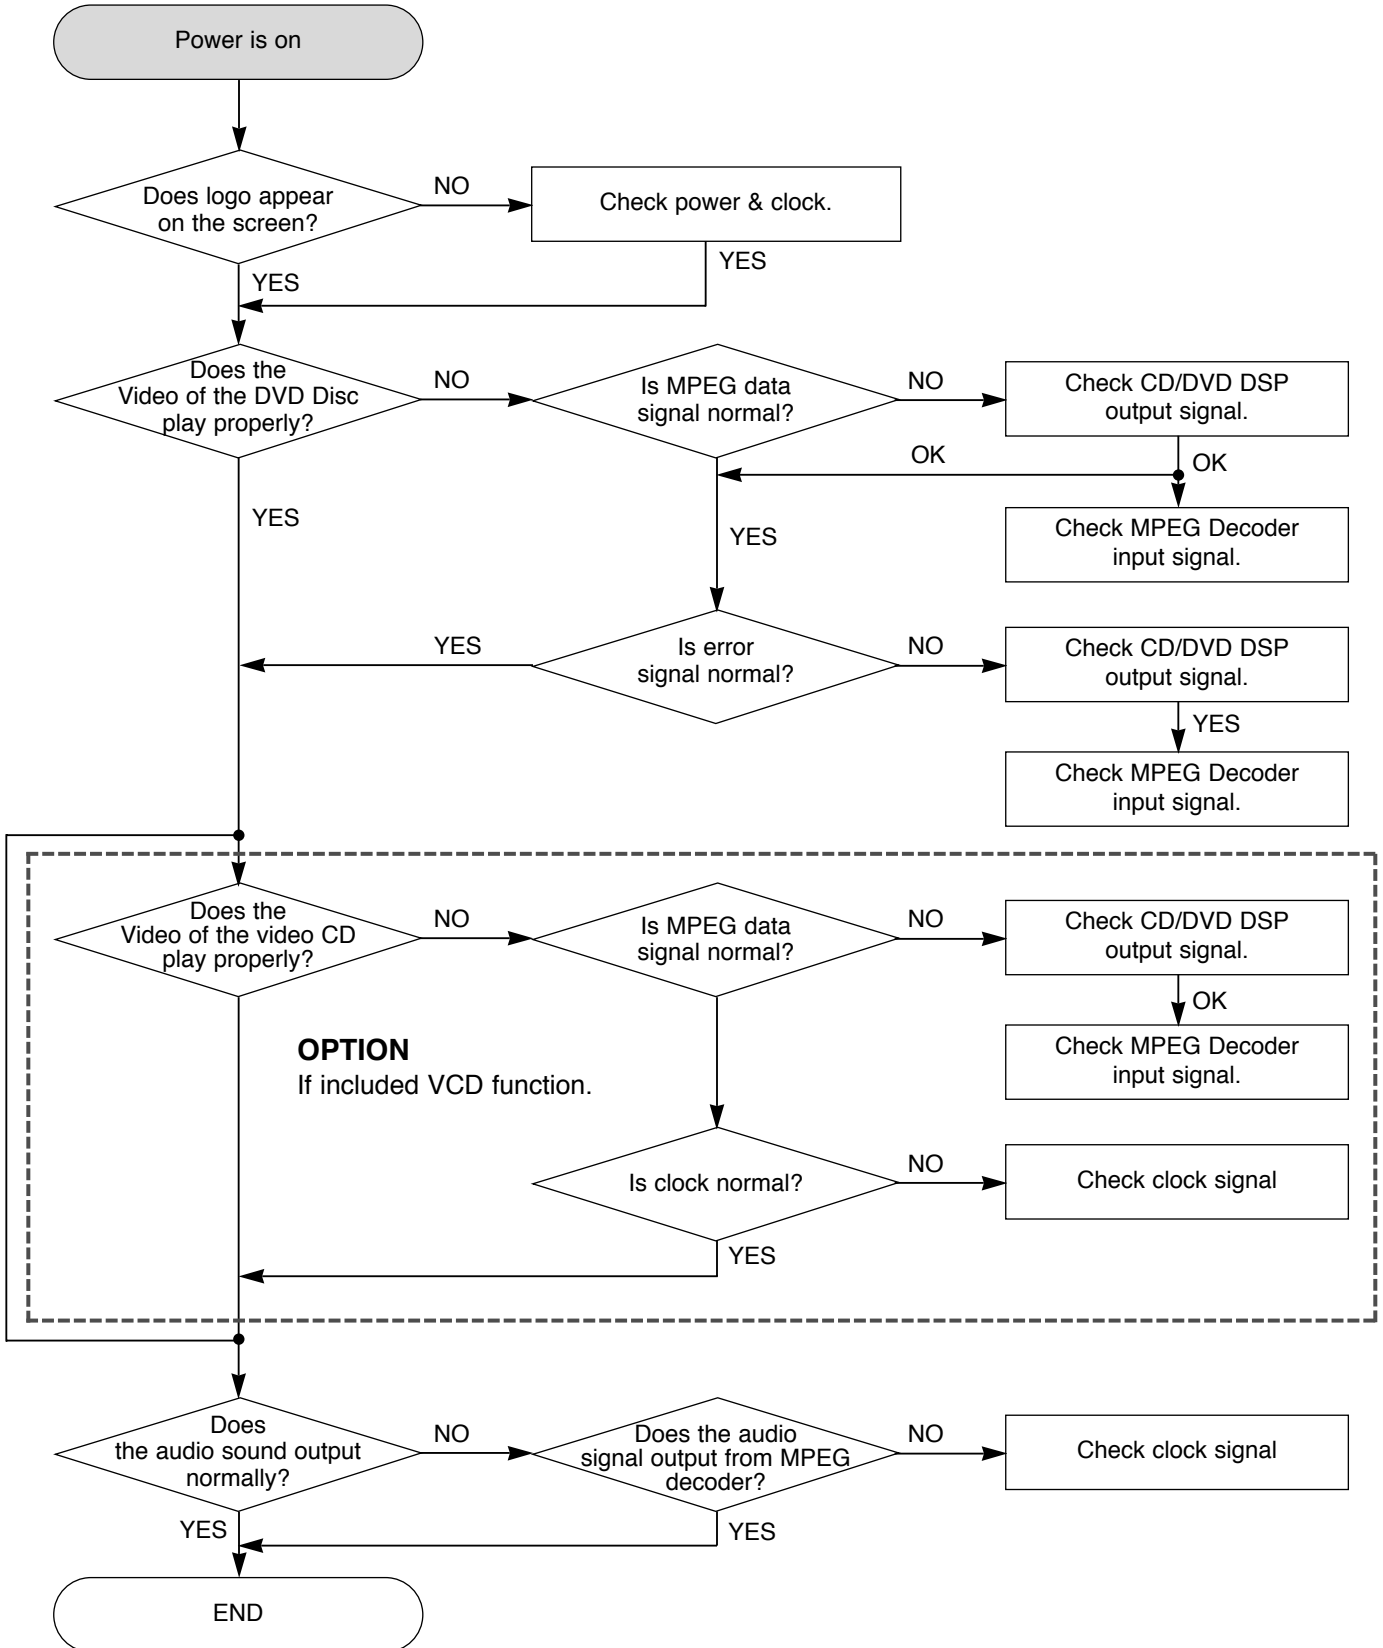 Power is on
Does logo appear
on the screen?
NO
Check power & clock.
YES
YES
Does the
Video of the DVD Disc
play properly?
NO
Is MPEG data
signal normal?
NO
Check CD/DVD DSP
output signal.
OK
OK
YES
YES
Check MPEG Decoder
input signal.
YES
Is error
signal normal?
NO
Check CD/DVD DSP
output signal.
YES
Check MPEG Decoder
input signal.
Does the
Video of the video CD
play properly?
NO
Is MPEG data
signal normal?
NO
Check CD/DVD DSP
output signal.
OK
OPTION
If included VCD function.
Check MPEG Decoder
input signal.
Is clock normal?
NO
Check clock signal
YES
Does
the audio sound output
normally?
NO
Does the audio
signal output from MPEG
decoder?
NO
Check clock signal
YES
YES
END